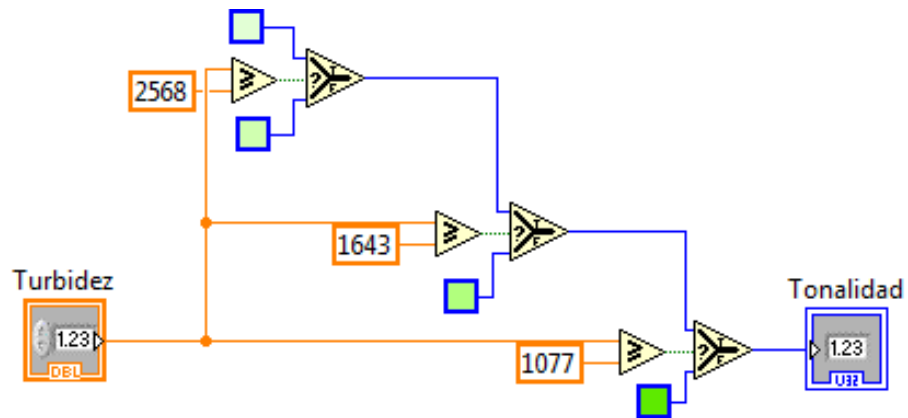 2568
1643
Turbidez
1.23
DBL
1077
Tonalidad
1.23
U32
? T F
? T F
? T F